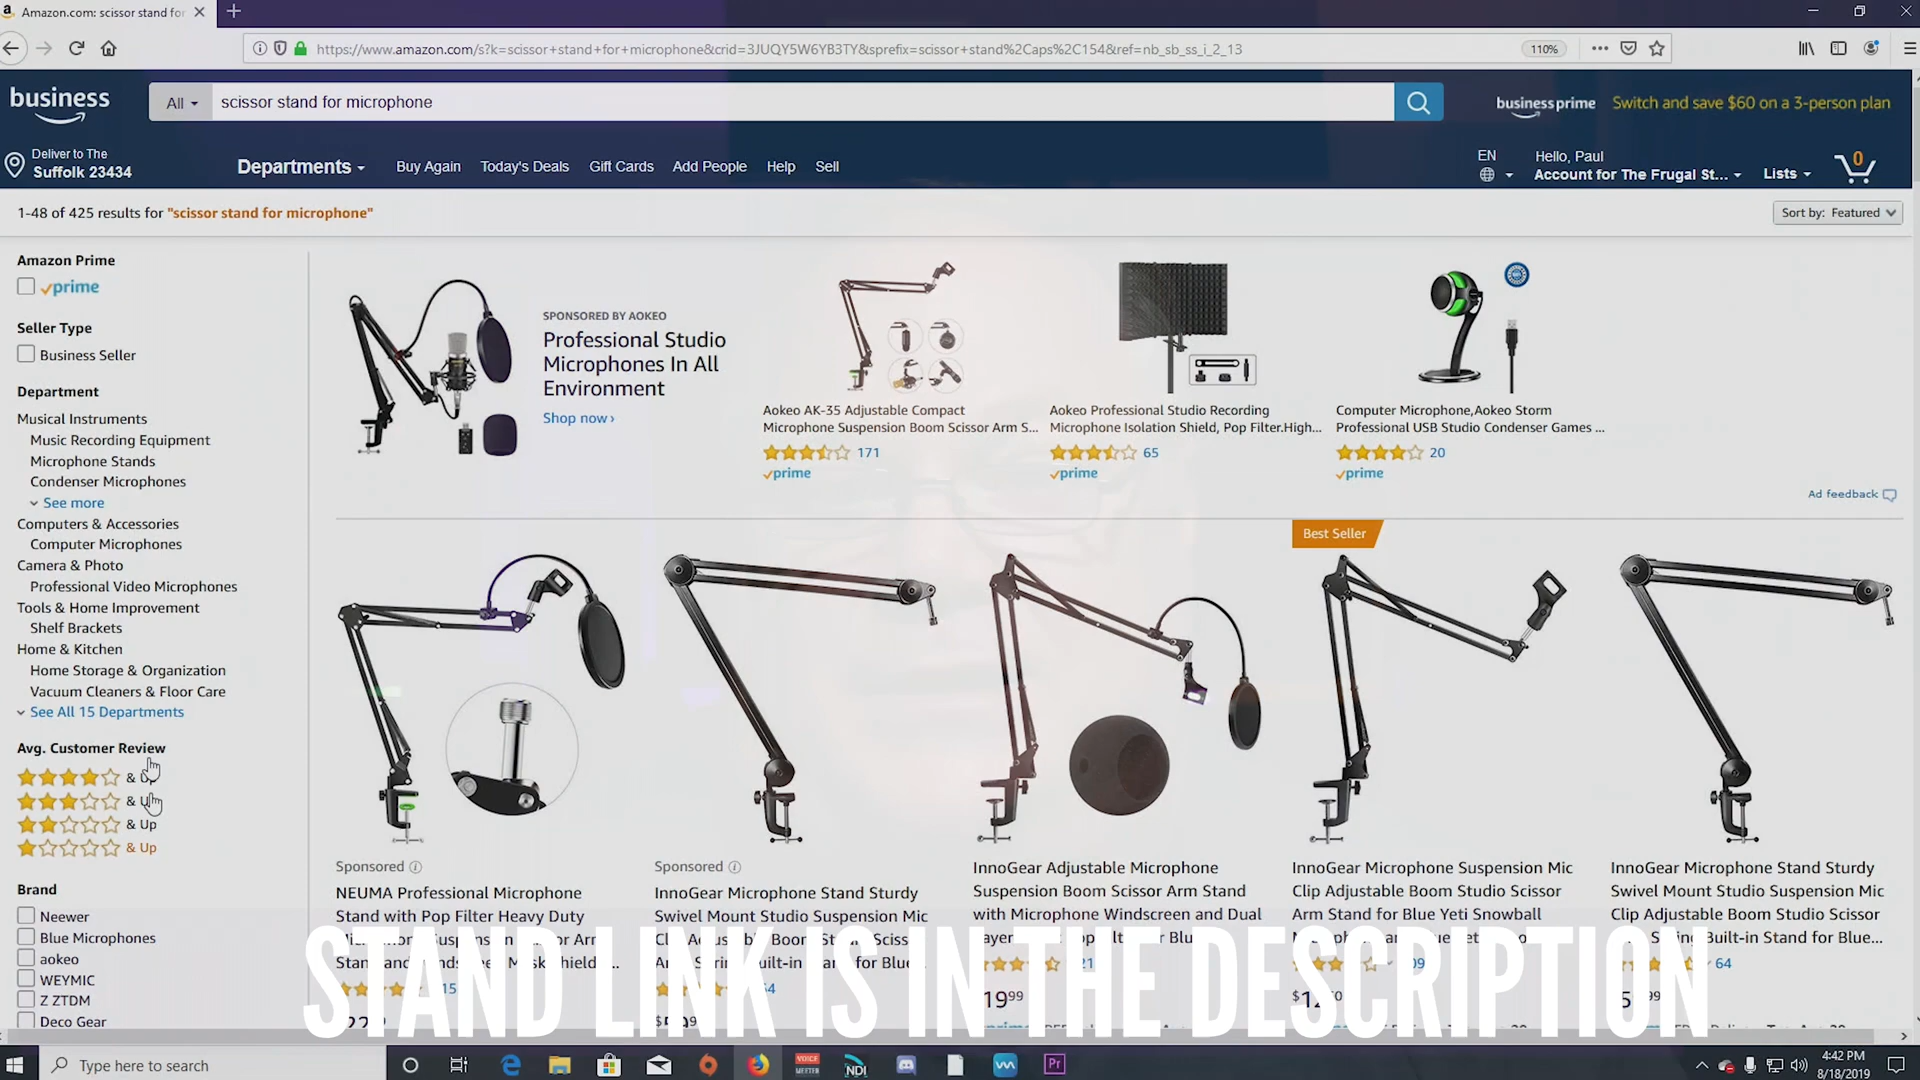 Amazon.com: scissor stand for
https://www.amazon.com/s?k=scissor+stand+for+microphone&crid=3JUQY5W6YB3TY&sprefix=scissor+stand%2Caps%2C154&ref=nb_sb_ss_i_2_13
110%
business
All
scissor stand for microphone
business prime
Switch and save $60 on a 3-person plan
Deliver to The
Suffolk 23434
Departments
Buy Again
Today's Deals
Gift Cards
Add People
Help
Sell
EN
Hello, Paul
Account for The Frugal St...
Lists
0
1-48 of 425 results for "scissor stand for microphone"
Sort by: Featured
Amazon Prime
prime
Seller Type
Business Seller
Department
Musical Instruments
Music Recording Equipment
Microphone Stands
Condenser Microphones
See more
Computers & Accessories
Computer Microphones
Camera & Photo
Professional Video Microphones
Tools & Home Improvement
Shelf Brackets
Home & Kitchen
Home Storage & Organization
Vacuum Cleaners & Floor Care
See All 15 Departments
Avg. Customer Review
&
&
& Up
& Up
Brand
Neewer
Blue Microphones
aokeo
WEYMIC
Z ZTDM
Deco Gear
SPONSORED BY AOKEO
Professional Studio
Microphones In All
Environment
Shop now ›
Aokeo AK-35 Adjustable Compact
Microphone Suspension Boom Scissor Arm S...
171
prime
Aokeo Professional Studio Recording
Microphone Isolation Shield, Pop Filter.High...
65
prime
Computer Microphone,Aokeo Storm
Professional USB Studio Condenser Games ...
20
prime
Ad feedback
Best Seller
Sponsored
NEUMA Professional Microphone
Stand with Pop Filter Heavy Duty
Sponsored
InnoGear Microphone Stand Sturdy
Swivel Mount Studio Suspension Mic
InnoGear Adjustable Microphone
Suspension Boom Scissor Arm Stand
with Microphone Windscreen and Dual
InnoGear Microphone Suspension Mic
Clip Adjustable Boom Studio Scissor
Arm Stand for Blue Yeti Snowball
InnoGear Microphone Stand Sturdy
Swivel Mount Studio Suspension Mic
Clip Adjustable Boom Studio Scissor
Built-in Stand for Blue...
64
STAND LINK IS IN THE DESCRIPTION
Type here to search
VOICE
MEETER
NDI
Pr
4:42 PM
8/18/2019